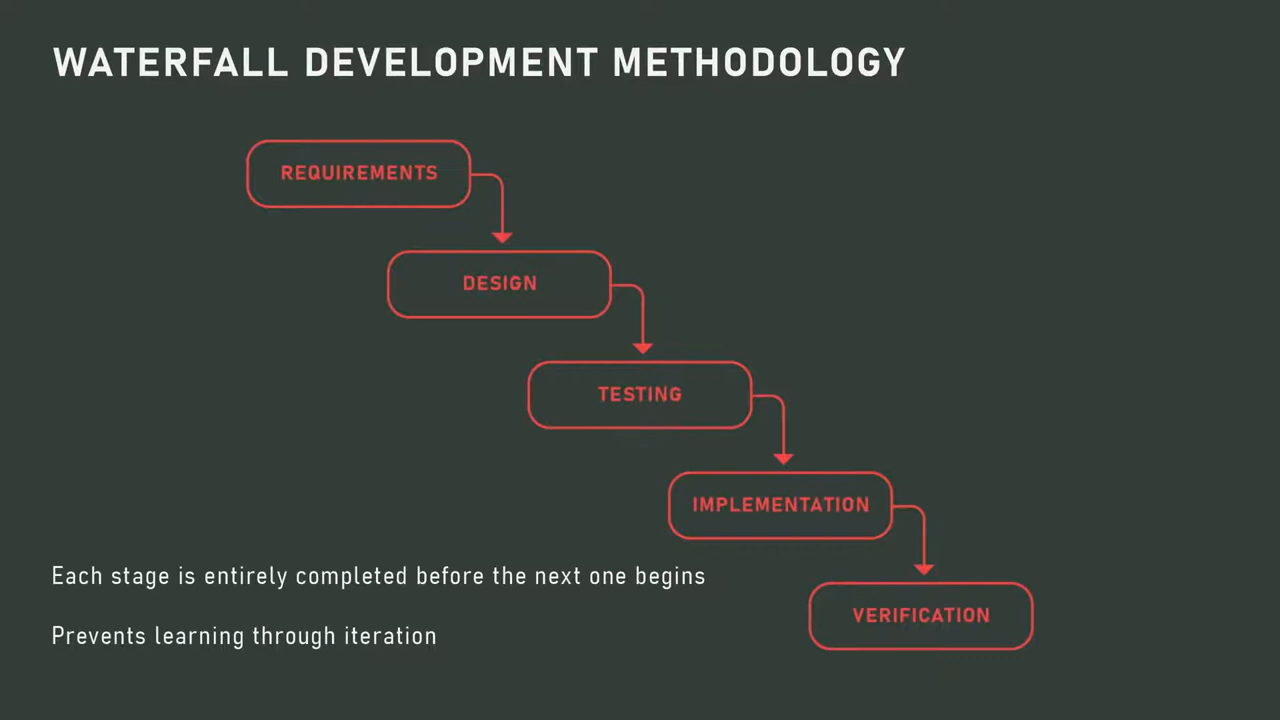 WATERFALL DEVELOPMENT METHODOLOGY
REQUIREMENTS
DESIGN
TESTING
IMPLEMENTATION
Each stage is entirely completed before the next one begins
VERIFICATION
Prevents learning through iteration